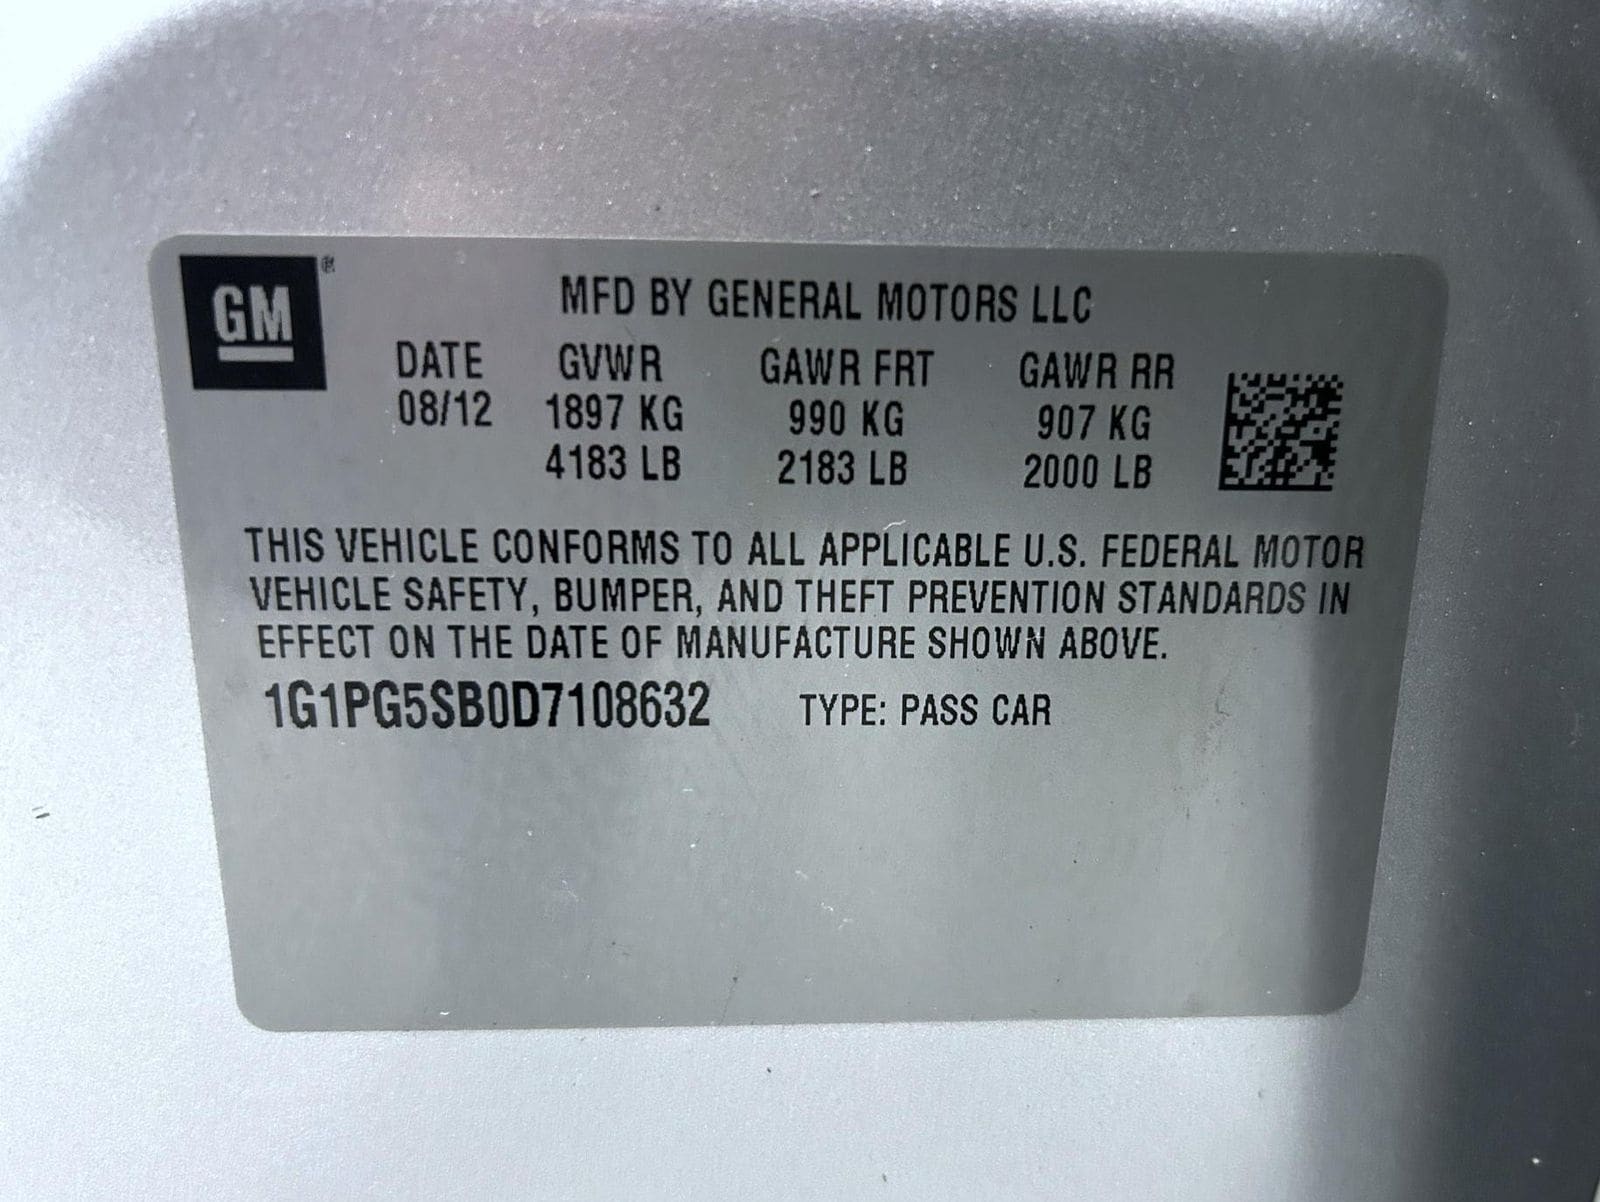 GM ®
MFD BY GENERAL MOTORS LLC
DATE GVWR GAWR FRT GAWR RR
08/12 1897 KG 990 KG 907 KG
4183 LB 2183 LB 2000 LB
THIS VEHICLE CONFORMS TO ALL APPLICABLE U.S. FEDERAL MOTOR
VEHICLE SAFETY, BUMPER, AND THEFT PREVENTION STANDARDS IN
EFFECT ON THE DATE OF MANUFACTURE SHOWN ABOVE.
1G1PG5SB0D7108632 TYPE: PASS CAR